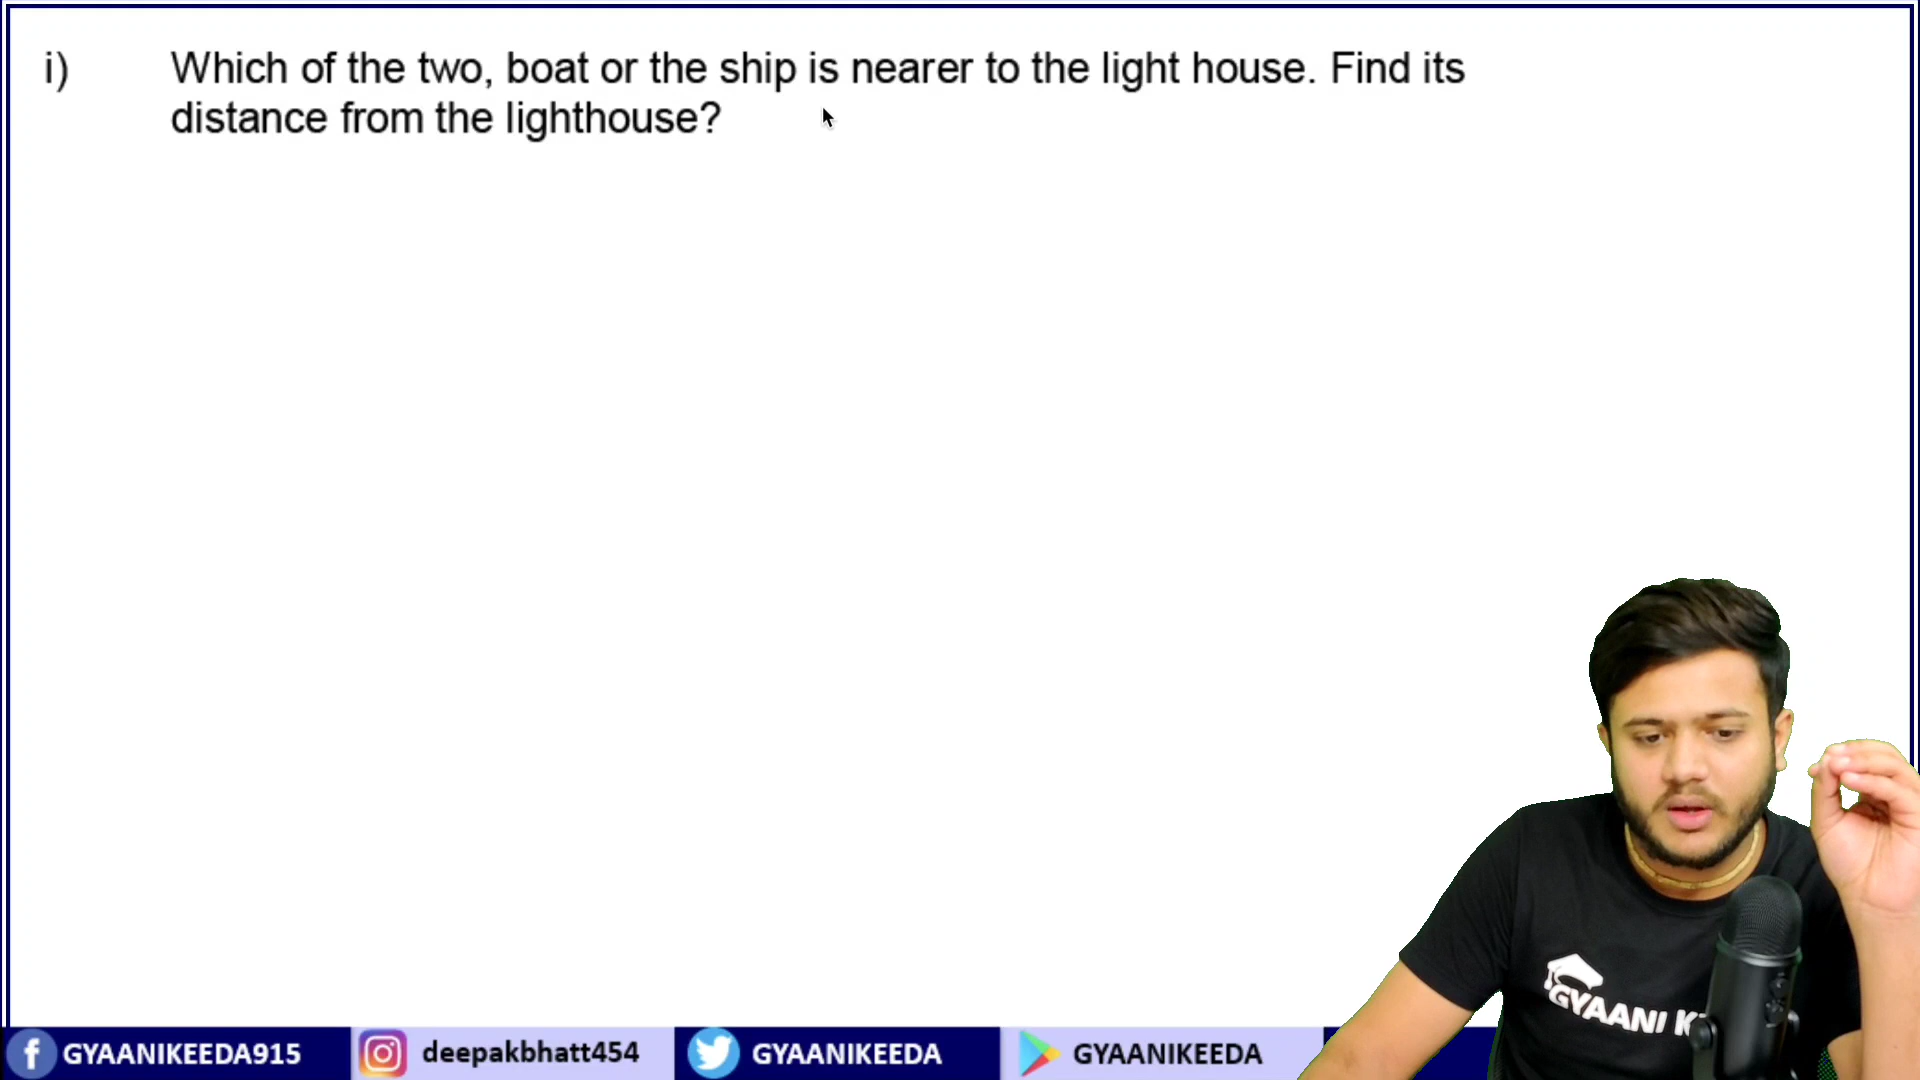 i) Which of the two, boat or the ship is nearer to the light house. Find its
distance from the lighthouse?
GYAANI
GYAANIKEEDA915 deepakbhatt454 GYAANIKEEDA GYAANIKEEDA